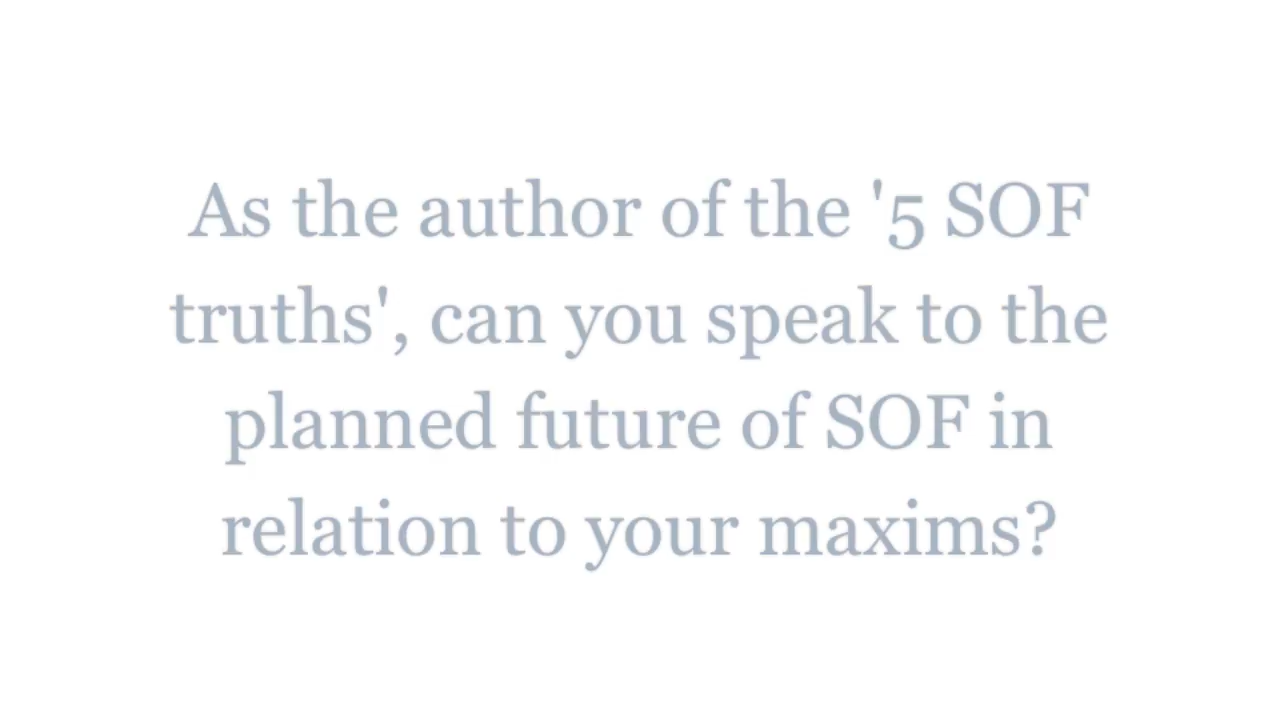 As the author of the '5 SOF
truths', can you speak to the
planned future of SOF in
relation to your maxims?